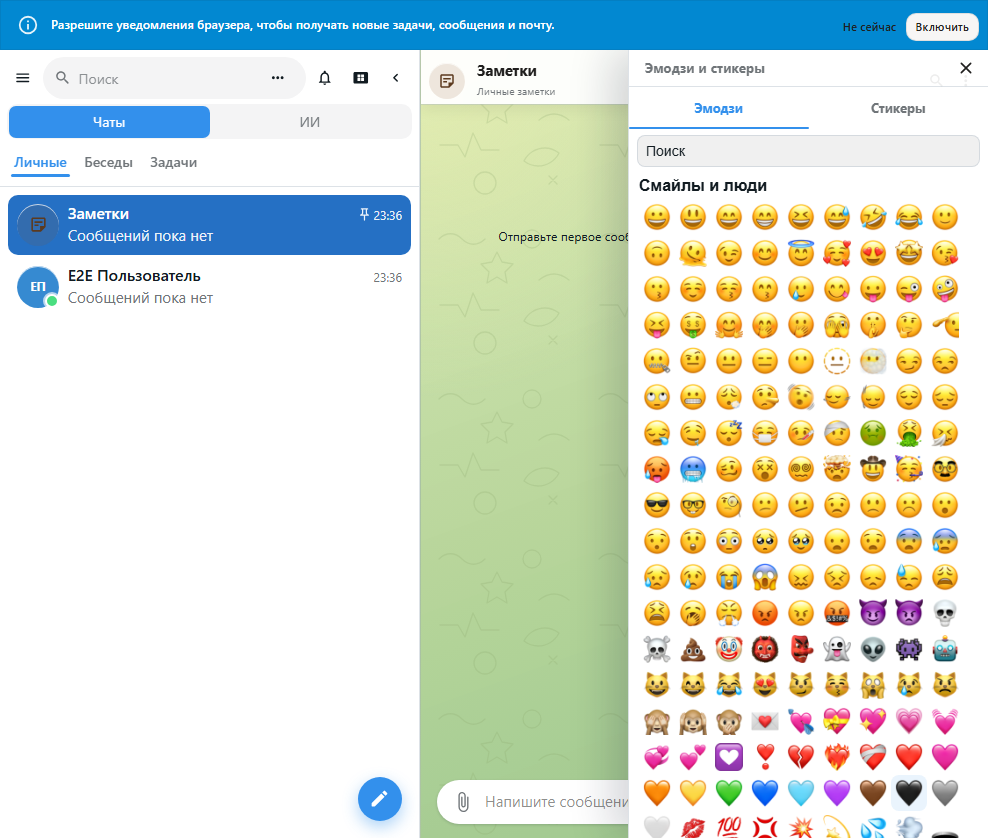 Разрешите уведомления браузера, чтобы получать новые задачи, сообщения и почту.
Не сейчас
Включить
Поиск
Чаты
ИИ
Личные
Беседы
Задачи
Заметки
23:36
Сообщений пока нет
ЕП
E2E Пользователь
23:36
Сообщений пока нет
Заметки
Личные заметки
Отправьте первое сооб
Напишите сообщени
Эмодзи и стикеры
Эмодзи
Стикеры
Поиск
Смайлы и люди